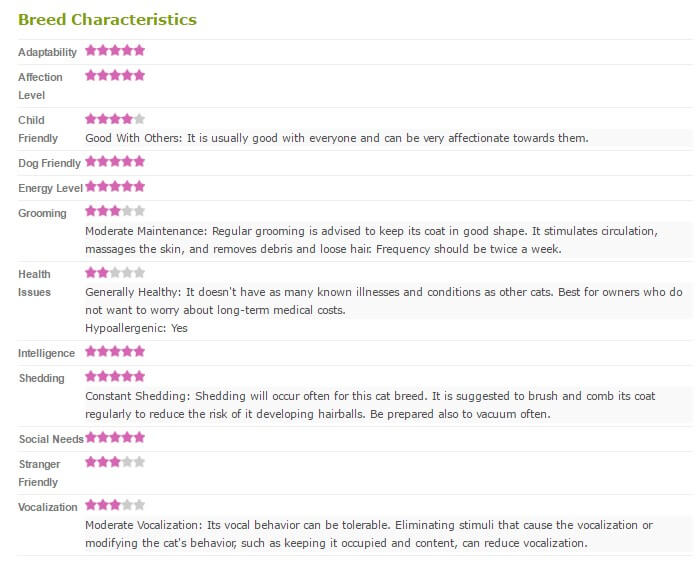 Breed Characteristics
Adaptability
Affection
Level
Child
Friendly
Good With Others: It is usually good with everyone and can be very affectionate towards them.
Dog Friendly
Energy Level
Grooming
Moderate Maintenance: Regular grooming is advised to keep its coat in good shape. It stimulates circulation,
massages the skin, and removes debris and loose hair. Frequency should be twice a week.
Health
Issues
Generally Healthy: It doesn't have as many known illnesses and conditions as other cats. Best for owners who do
not want to worry about long-term medical costs.
Hypoallergenic: Yes
Intelligence
Shedding
Constant Shedding: Shedding will occur often for this cat breed. It is suggested to brush and comb its coat
regularly to reduce the risk of it developing hairballs. Be prepared also to vacuum often.
Social Needs
Stranger
Friendly
Vocalization
Moderate Vocalization: Its vocal behavior can be tolerable. Eliminating stimuli that cause the vocalization or
modifying the cat's behavior, such as keeping it occupied and content, can reduce vocalization.